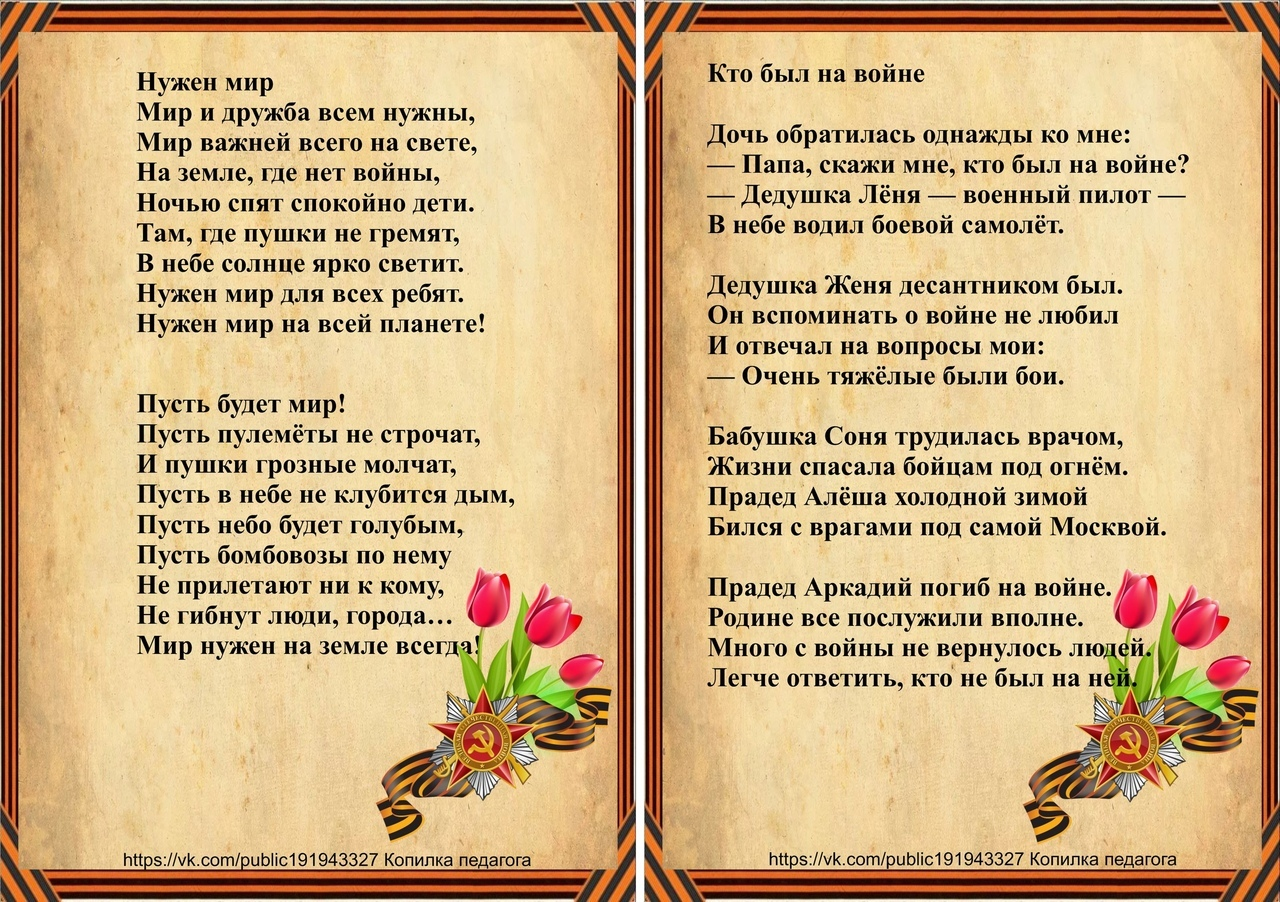 Нужен мир
Мир и дружба всем нужны,
Мир важней всего на свете,
На земле, где нет войны,
Ночью спят спокойно дети.
Там, где пушки не гремят,
В небе солнце ярко светит.
Нужен мир для всех ребят.
Нужен мир на всей планете!
Пусть будет мир!
Пусть пулемёты не строчат,
И пушки грозные молчат,
Пусть в небе не клубится дым,
Пусть небо будет голубым,
Пусть бомбовозы по нему
Не прилетают ни к кому,
Не гибнут люди, города…
Мир нужен на земле всегда!
https://vk.com/public191943327 Копилка педагога
Кто был на войне
Дочь обратилась однажды ко мне:
— Папа, скажи мне, кто был на войне?
— Дедушка Лёня — военный пилот —
В небе водил боевой самолёт.
Дедушка Женя десантником был.
Он вспоминать о войне не любил
И отвечал на вопросы мои:
— Очень тяжёлые были бои.
Бабушка Соня трудилась врачом,
Жизни спасала бойцам под огнём.
Прадед Алёша холодной зимой
Бился с врагами под самой Москвой.
Прадед Аркадий погиб на войне.
Родине все послужили вполне.
Много с войны не вернулось людей.
Легче ответить, кто не был на ней.
https://vk.com/public191943327 Копилка педагога